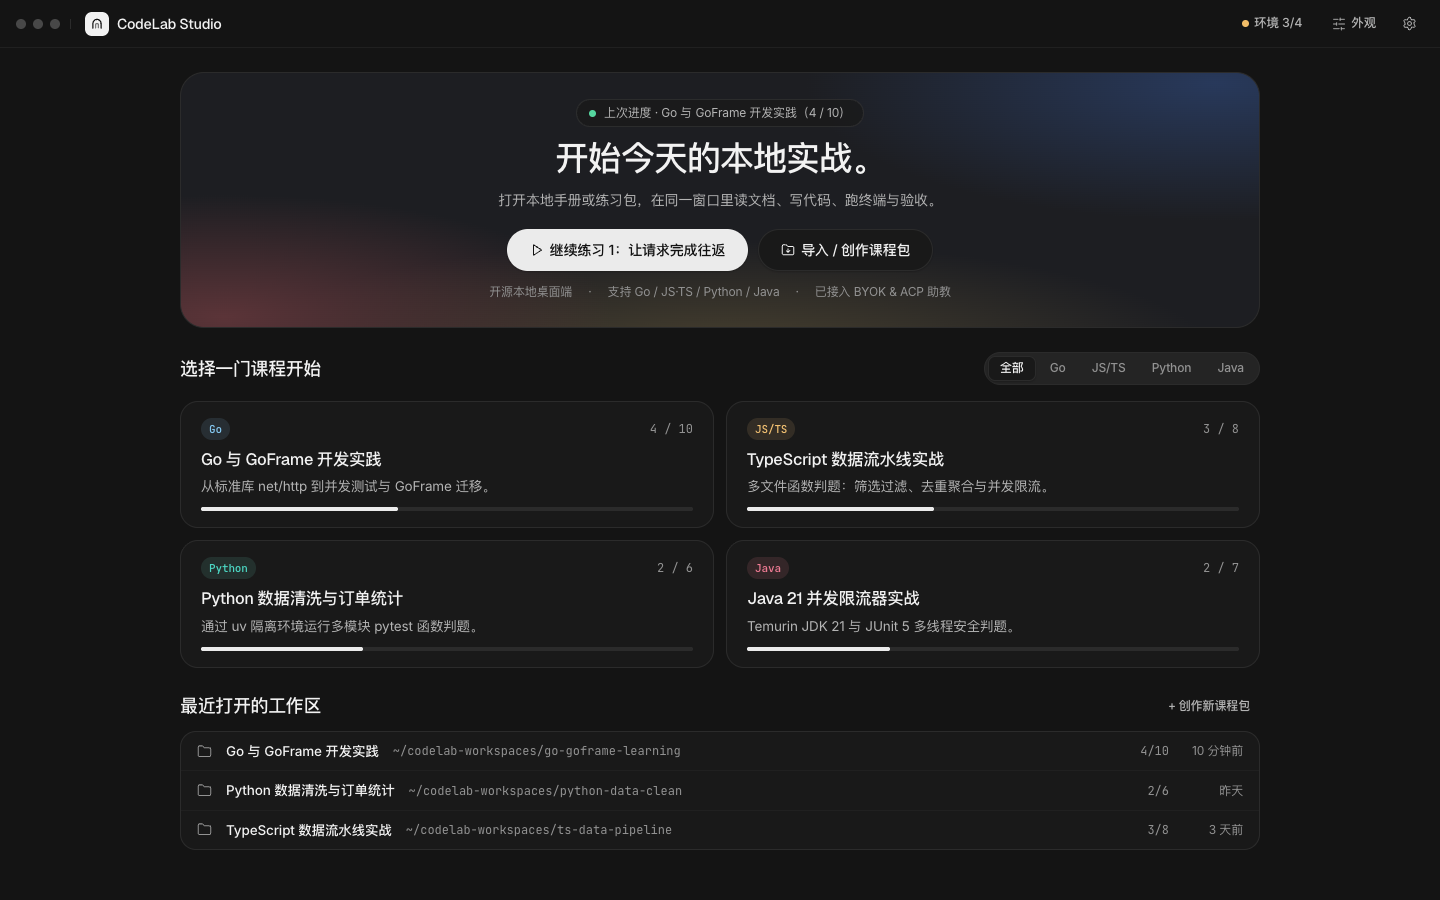 CodeLab Studio
环境 3/4
外观
上次进度 · Go 与 GoFrame 开发实践（4 / 10）
开始今天的本地实战。
打开本地手册或练习包，在同一窗口里读文档、写代码、跑终端与验收。
继续练习 1：让请求完成往返
导入 / 创作课程包
开源本地桌面端 · 支持 Go / JS·TS / Python / Java · 已接入 BYOK & ACP 助教
选择一门课程开始
全部 Go JS/TS Python Java
Go 4 / 10
Go 与 GoFrame 开发实践
从标准库 net/http 到并发测试与 GoFrame 迁移。
JS/TS 3 / 8
TypeScript 数据流水线实战
多文件函数判题：筛选过滤、去重聚合与并发限流。
Python 2 / 6
Python 数据清洗与订单统计
通过 uv 隔离环境运行多模块 pytest 函数判题。
Java 2 / 7
Java 21 并发限流器实战
Temurin JDK 21 与 JUnit 5 多线程安全判题。
最近打开的工作区
+ 创作新课程包
Go 与 GoFrame 开发实践 ~/codelab-workspaces/go-goframe-learning 4/10 10 分钟前
Python 数据清洗与订单统计 ~/codelab-workspaces/python-data-clean 2/6 昨天
TypeScript 数据流水线实战 ~/codelab-workspaces/ts-data-pipeline 3/8 3 天前